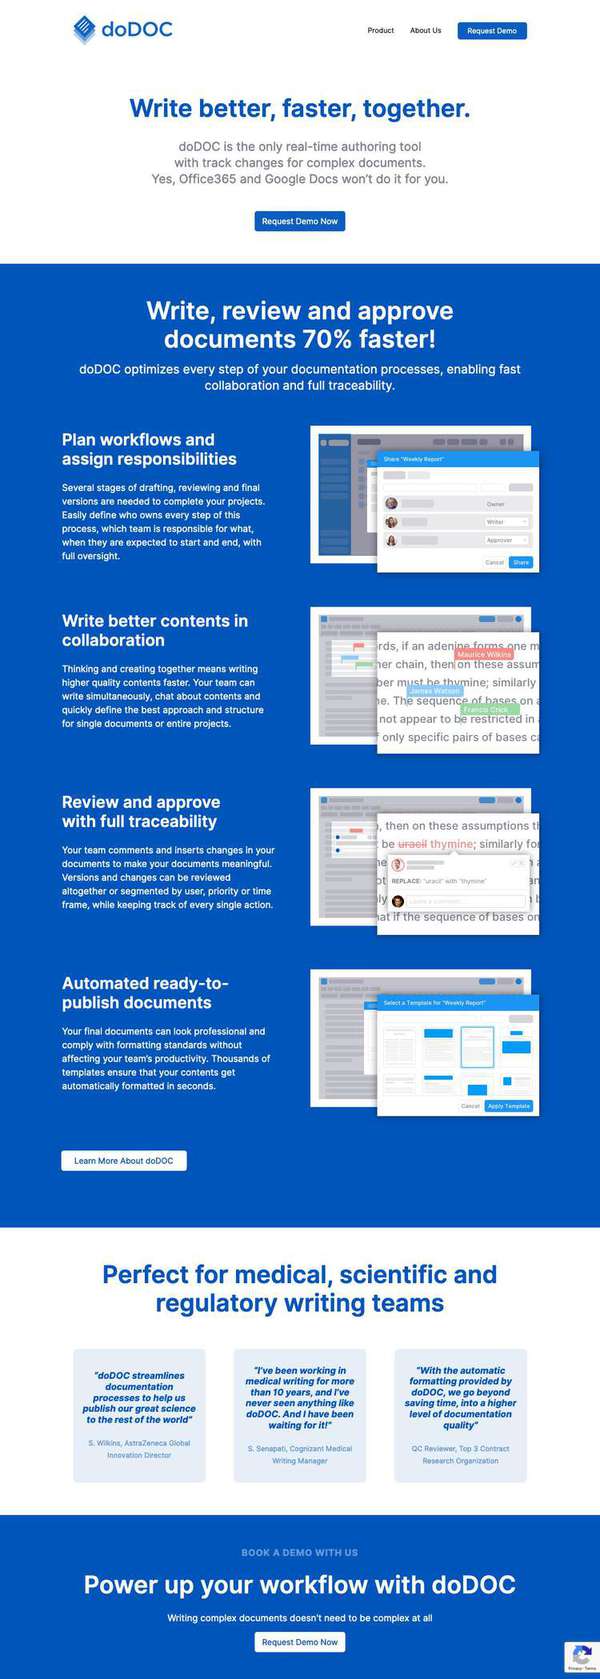 doDOC
Product
About Us
Request Demo
Write better, faster, together.
doDOC is the only real-time authoring tool
with track changes for complex documents.
Yes, Office365 and Google Docs won't do it for you.
Request Demo Now
Write, review and approve
documents 70% faster!
doDOC optimizes every step of your documentation processes, enabling fast
collaboration and full traceability.
Plan workflows and
assign responsibilities
Several stages of drafting, reviewing and final
versions are needed to complete your projects.
Easily define who owns every step of this
process, which team is responsible for what,
when they are expected to start and end, with
full oversight.
Share "Weekly Report"
Owner
Writer
Approver
Cancel
Share
Write better contents in
collaboration
Thinking and creating together means writing
higher quality contents faster. Your team can
write simultaneously, chat about contents and
quickly define the best approach and structure
for single documents or entire projects.
rds, if an adenine forms one m
Maurice Wilkins
her chain, then on these assum
ber must be thymine; similarly
James Watson
ne. The sequence of bases on a
Francis Crick
not appear to be restricted in
f only specific pairs of bases ca
Review and approve
with full traceability
Your team comments and inserts changes in your
documents to make your documents meaningful.
Versions and changes can be reviewed
altogether or segmented by user, priority or time
frame, while keeping track of every single action.
, then on these assumptions th
be uracil thymine; similarly fo
REPLACE: "uracil" with "thymine"
Leave a comment...
hat if the sequence of bases on
Automated ready-to-
publish documents
Your final documents can look professional and
comply with formatting standards without
affecting your team's productivity. Thousands of
templates ensure that your contents get
automatically formatted in seconds.
Select a Template for "Weekly Report"
Cancel
Apply Template
Learn More About doDOC
Perfect for medical, scientific and
regulatory writing teams
"doDOC streamlines
documentation
processes to help us
publish our great science
to the rest of the world"
S. Wilkins, AstraZeneca Global
Innovation Director
"I've been working in
medical writing for more
than 10 years, and I've
never seen anything like
doDOC. And I have been
waiting for it!"
S. Senapati, Cognizant Medical
Writing Manager
"With the automatic
formatting provided by
doDOC, we go beyond
saving time, into a higher
level of documentation
quality"
QC Reviewer, Top 3 Contract
Research Organization
BOOK A DEMO WITH US
Power up your workflow with doDOC
Writing complex documents doesn't need to be complex at all
Request Demo Now
Privacy - Terms